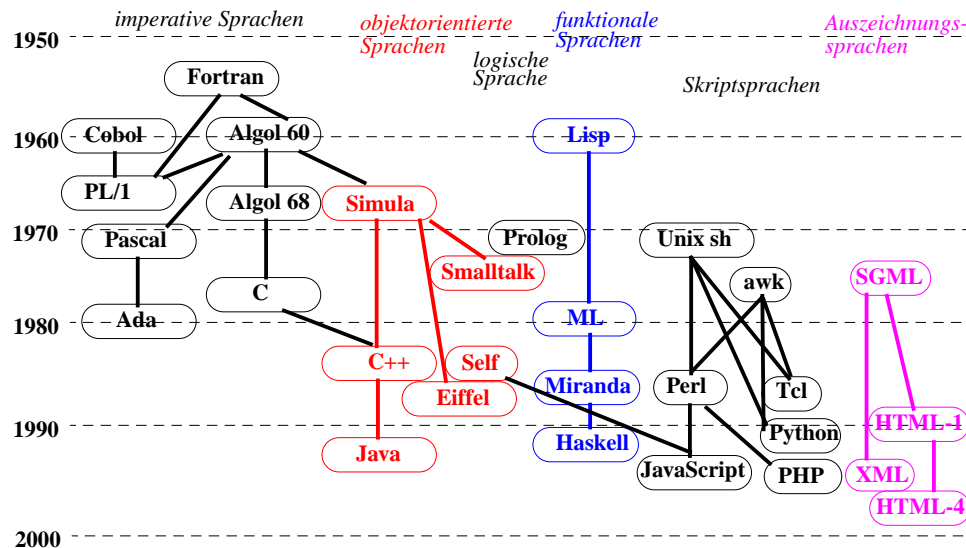 imperative Sprachen
objektorientierte
Sprachen
funktionale
Sprachen
Auszeichnungs-
sprachen
1950
logische
Sprache
Skriptsprachen
Fortran
Cobol
Algol 60
Lisp
1960
PL/1
Algol 68
Simula
1970
Pascal
Prolog
Unix sh
Smalltalk
awk
SGML
C
Ada
ML
1980
C++
Self
Eiffel
Miranda
Perl
Tcl
1990
Java
Haskell
Python
HTML-1
JavaScript
PHP
XML
HTML-4
2000